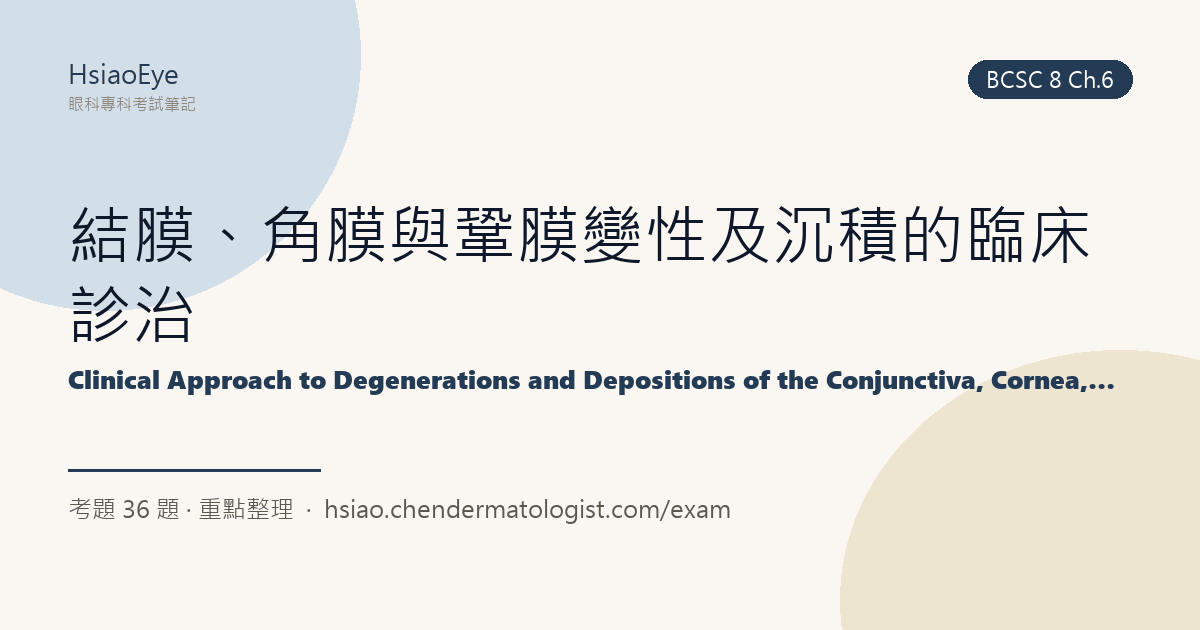 HsiaoEye
眼科專科考試筆記
BCSC 8 Ch.6
結膜、角膜與鞏膜變性及沉積的臨床
診治
Clinical Approach to Degenerations and Depositions of the Conjunctiva, Cornea,...
考題 36 題 · 重點整理 · hsiao.chendermatologist.com/exam